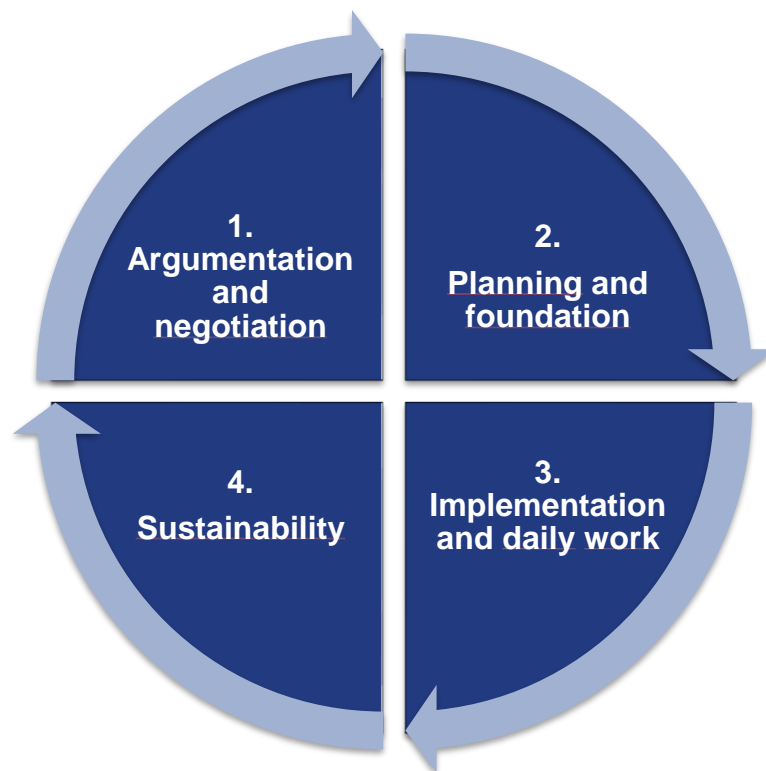 1.
Argumentation
and
negotiation
2.
Planning and
foundation
4.
Sustainability
3.
Implementation
and daily work